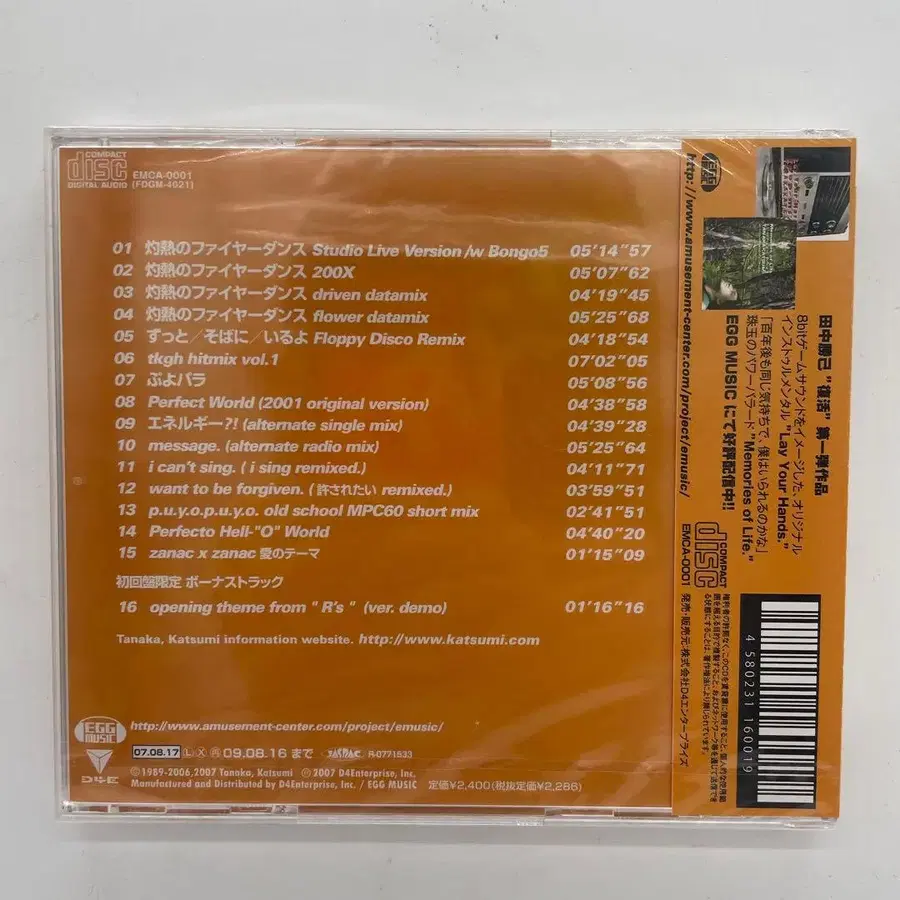 COMPACT
disc
DIGITAL AUDIO
EMCA-0001
(FDGM-4021)
01 灼熱のファイヤーダンス Studio Live Version /w Bongo5 05'14"57
02 灼熱のファイヤーダンス 200X 05'07"62
03 灼熱のファイヤーダンス driven datamix 04'19"45
04 灼熱のファイヤーダンス flower datamix 05'25"68
05 ずっと／そばに／いるよ Floppy Disco Remix 04'18"54
06 tkgh hitmix vol.1 07'02"05
07 ぷよバラ 05'08"56
08 Perfect World (2001 original version) 04'38"58
09 エネルギー?! (alternate single mix) 04'39"28
10 message. (alternate radio mix) 05'25"64
11 i can't sing. ( i sing remixed.) 04'11"71
12 want to be forgiven. ( 許されたい remixed.) 03'59"51
13 p.u.y.o.p.u.y.o. old school MPC60 short mix 02'41"51
14 Perfecto Hell-"O" World 04'40"20
15 zanac x zanac 愛のテーマ 01'15"09
初回盤限定 ボーナストラック
16 opening theme from " R's " (ver. demo) 01'16"16
Tanaka, Katsumi information website. http://www.katsumi.com
EGG
MUSIC
http://www.amusement-center.com/project/emusic/
D4E
07.08.17 L X 再 09.08.16 まで R-0771533
©1989-2006,2007 Tanaka, Katsumi ℗2007 D4Enterprise, Inc.
Manufactured and Distributed by D4Enterprise, Inc. / EGG MUSIC 定価¥2,400(税抜定価¥2,286)
EGG
MUSIC
http://www.amusement-center.com/project/emusic/
田中勝己 "復活" 第一弾作品
8bitゲームサウンドをイメージした、オリジナル
インストゥルメンタル "Lay Your Hands."
「百年後も同じ気持ちで、僕はいられるのかな」
珠玉のパワーバラード "Memories of Life."
EGG MUSIC にて好評配信中!!
COMPACT
disc
EMCA-0001
発売・販売元:株式会社D4エンタープライズ
4 580231 160019